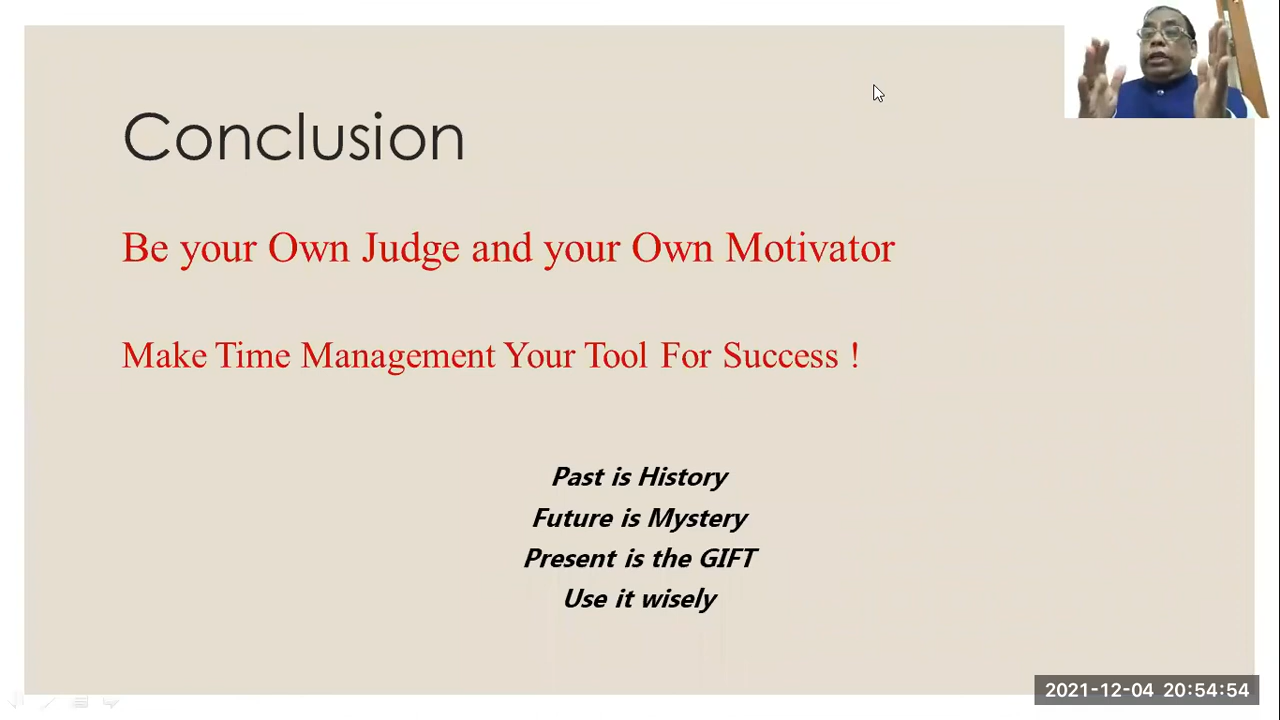 Conclusion
Be your Own Judge and your Own Motivator
Make Time Management Your Tool For Success !
Past is History
Future is Mystery
Present is the GIFT
Use it wisely
2021-12-04 20:54:54